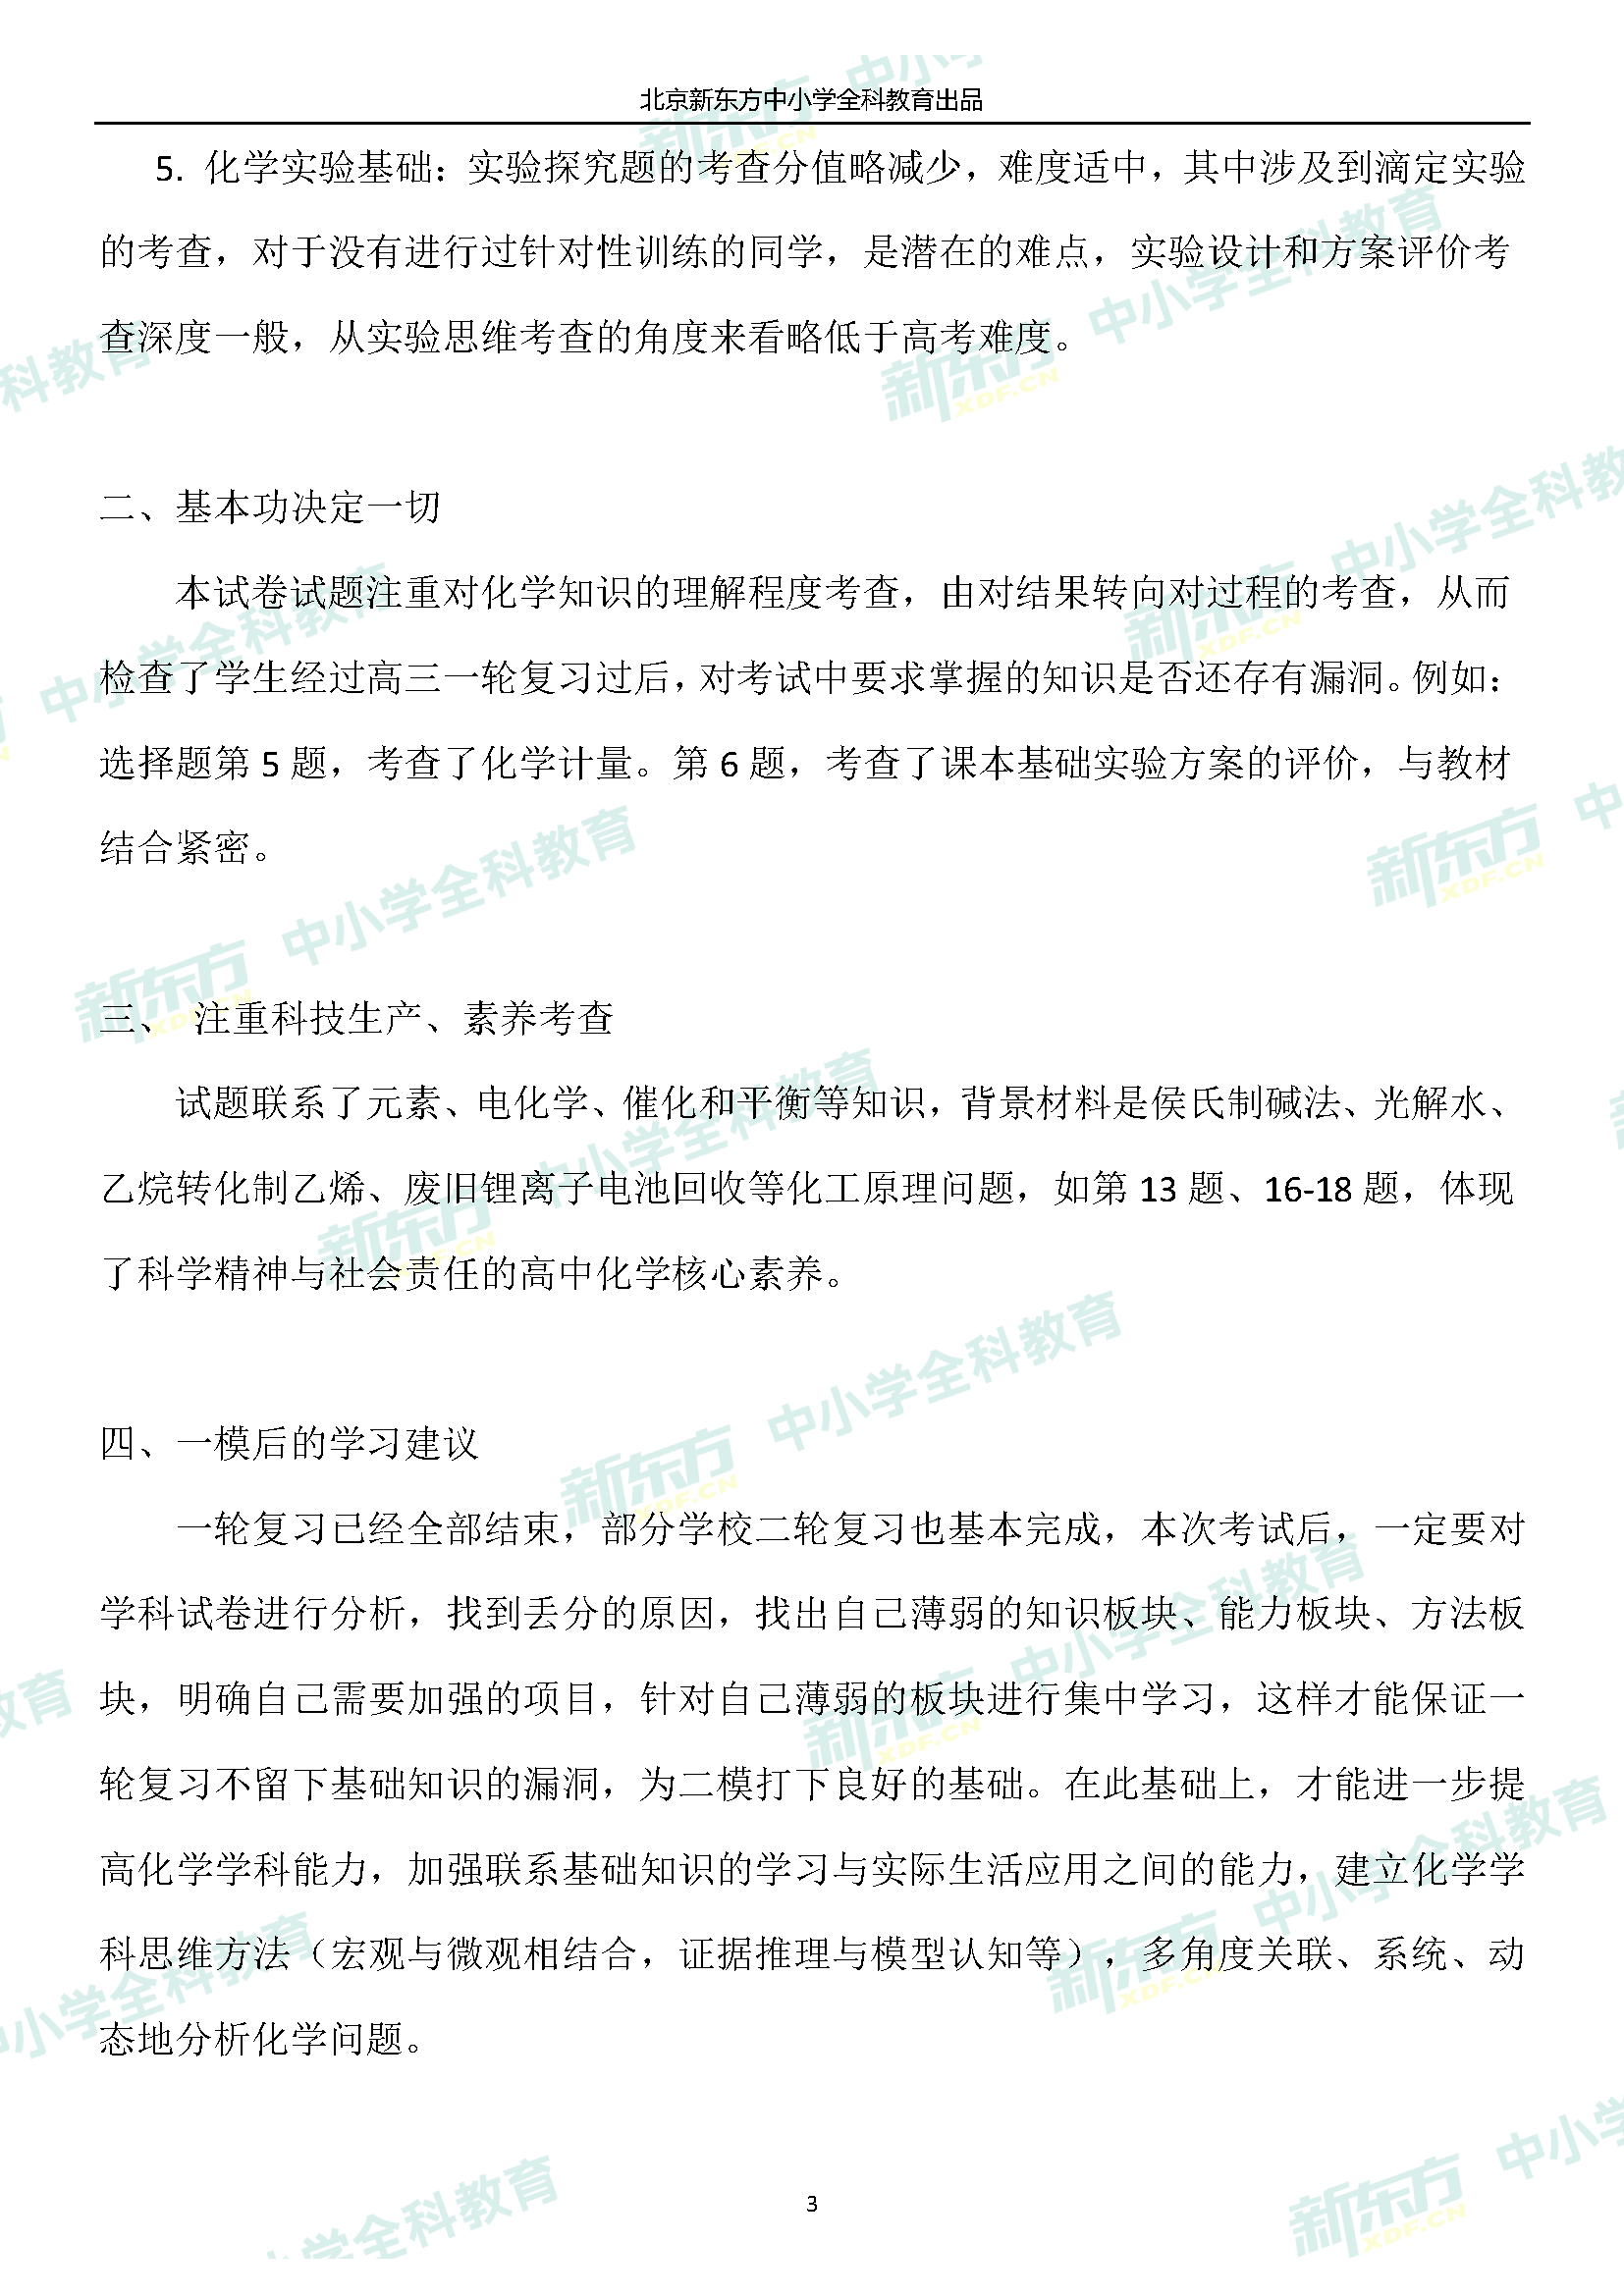 北京新东方中小学全科教育出品
5. 化学实验基础：实验探究题的考查分值略减少，难度适中，其中涉及到滴定实验
的考查，对于没有进行过针对性训练的同学，是潜在的难点，实验设计和方案评价考
查深度一般，从实验思维考查的角度来看略低于高考难度。
二、基本功决定一切
本试卷试题注重对化学知识的理解程度考查，由对结果转向对过程的考查，从而
检查了学生经过高三一轮复习过后，对考试中要求掌握的知识是否还存有漏洞。例如：
选择题第 5 题，考查了化学计量。第 6 题，考查了课本基础实验方案的评价，与教材
结合紧密。
三、 注重科技生产、素养考查
试题联系了元素、电化学、催化和平衡等知识，背景材料是侯氏制碱法、光解水、
乙烷转化制乙烯、废旧锂离子电池回收等化工原理问题，如第 13 题、16-18 题，体现
了科学精神与社会责任的高中化学核心素养。
四、一模后的学习建议
一轮复习已经全部结束，部分学校二轮复习也基本完成，本次考试后，一定要对
学科试卷进行分析，找到丢分的原因，找出自己薄弱的知识板块、能力板块、方法板
块，明确自己需要加强的项目，针对自己薄弱的板块进行集中学习，这样才能保证一
轮复习不留下基础知识的漏洞，为二模打下良好的基础。在此基础上，才能进一步提
高化学学科能力，加强联系基础知识的学习与实际生活应用之间的能力，建立化学学
科思维方法（宏观与微观相结合，证据推理与模型认知等），多角度关联、系统、动
态地分析化学问题。
3